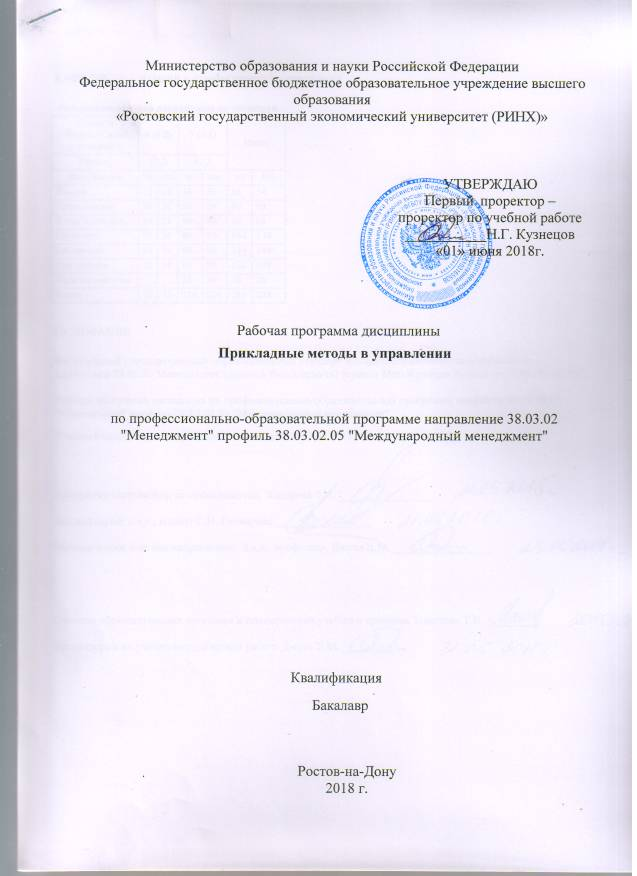 Министерство образования и науки Российской Федерации
Федеральное государственное бюджетное образовательное учреждение высшего
образования
«Ростовский государственный экономический университет (РИНХ)»
УТВЕРЖДАЮ
Первый проректор –
проректор по учебной работе
Н.Г. Кузнецов
«01» июня 2018г.
Рабочая программа дисциплины
Прикладные методы в управлении
по профессионально-образовательной программе направление 38.03.02
"Менеджмент" профиль 38.03.02.05 "Международный менеджмент"
Квалификация
Бакалавр
Ростов-на-Дону
2018 г.